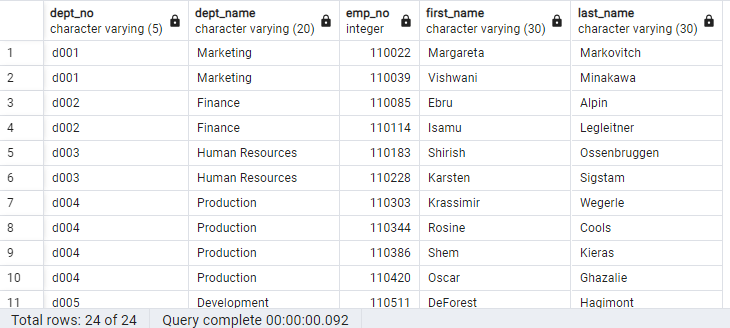 dept_no dept_name emp_no first_name last_name
character varying (5) character varying (20) integer character varying (30) character varying (30)
1 d001 Marketing 110022 Margareta Markovitch
2 d001 Marketing 110039 Vishwani Minakawa
3 d002 Finance 110085 Ebru Alpin
4 d002 Finance 110114 Isamu Legleitner
5 d003 Human Resources 110183 Shirish Ossenbruggen
6 d003 Human Resources 110228 Karsten Sigstam
7 d004 Production 110303 Krassimir Wegerle
8 d004 Production 110344 Rosine Cools
9 d004 Production 110386 Shem Kieras
10 d004 Production 110420 Oscar Ghazalie
11 d005 Development 110511 DeForest Hagimont
Total rows: 24 of 24 Query complete 00:00:00.092